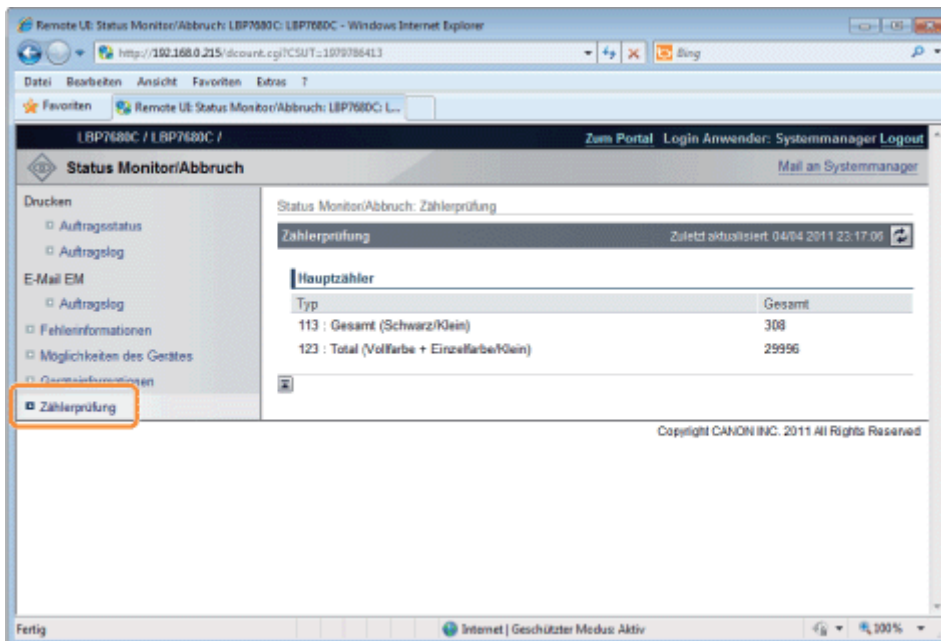 Remote UI: Status Monitor/Abbruch: LBP7680C: LBP7680C - Windows Internet Explorer
http://192.168.0.215/dcount.cgi?CSUT=1979786413
Bing
Datei Bearbeiten Ansicht Favoriten Extras ?
Favoriten Remote UI: Status Monitor/Abbruch: LBP7680C: L...
LBP7680C / LBP7680C / Zum Portal Login Anwender: Systemmanager Logout
Status Monitor/Abbruch Mail an Systemmanager
Drucken
Auftragsstatus
Auftragslog
E-Mail EM
Auftragslog
Fehlerinformationen
Möglichkeiten des Gerätes
Geräteinformationen
Zählerprüfung
Status Monitor/Abbruch: Zählerprüfung
Zählerprüfung Zuletzt aktualisiert: 04/04 2011 23:17:06
Hauptzähler
Typ Gesamt
113 : Gesamt (Schwarz/Klein) 308
123 : Total (Vollfarbe + Einzelfarbe/Klein) 29996
Copyright CANON INC. 2011 All Rights Reserved
Fertig Internet | Geschützter Modus: Aktiv 100%